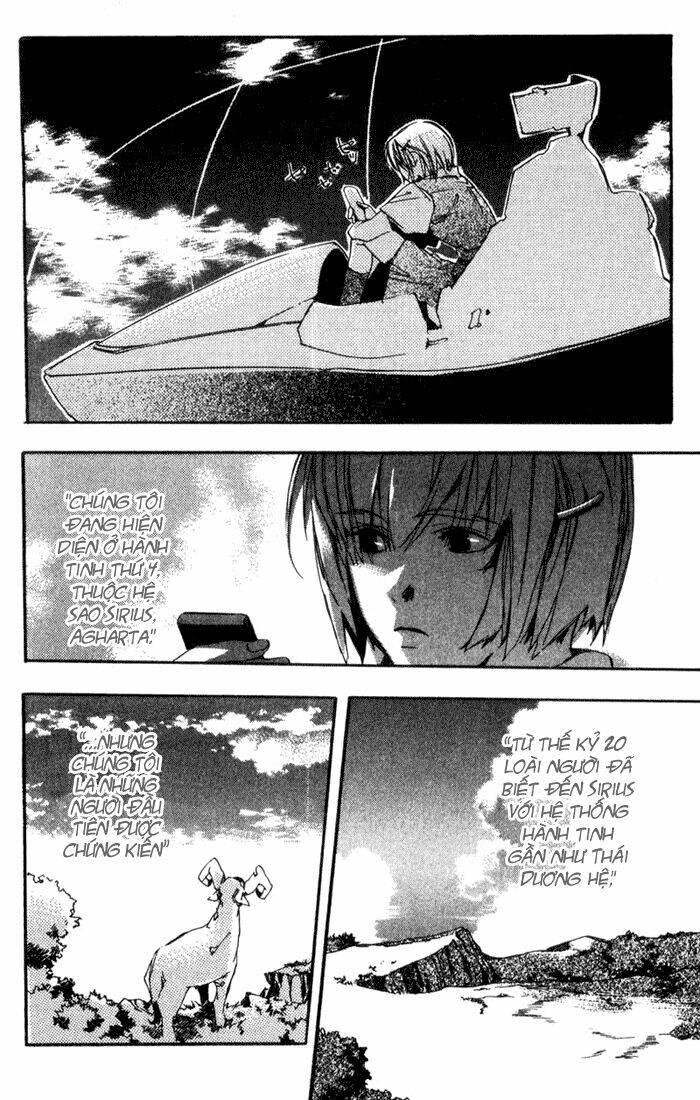 "CHÚNG TÔI
ĐANG HIỆN
DIỆN Ở HÀNH
TINH THỨ 4,
THUỘC HỆ
SAO SIRIUS,
AGHARTA,"
"TỪ THẾ KỶ 20
LOÀI NGƯỜI ĐÃ
BIẾT ĐẾN SIRIUS
VỚI HỆ THỐNG
HÀNH TINH
GẦN NHƯ THÁI
DƯƠNG HỆ,"
"...NHƯNG
CHÚNG TÔI
LÀ NHỮNG
NGƯỜI ĐẦU
TIÊN ĐƯỢC
CHỨNG KIẾN"